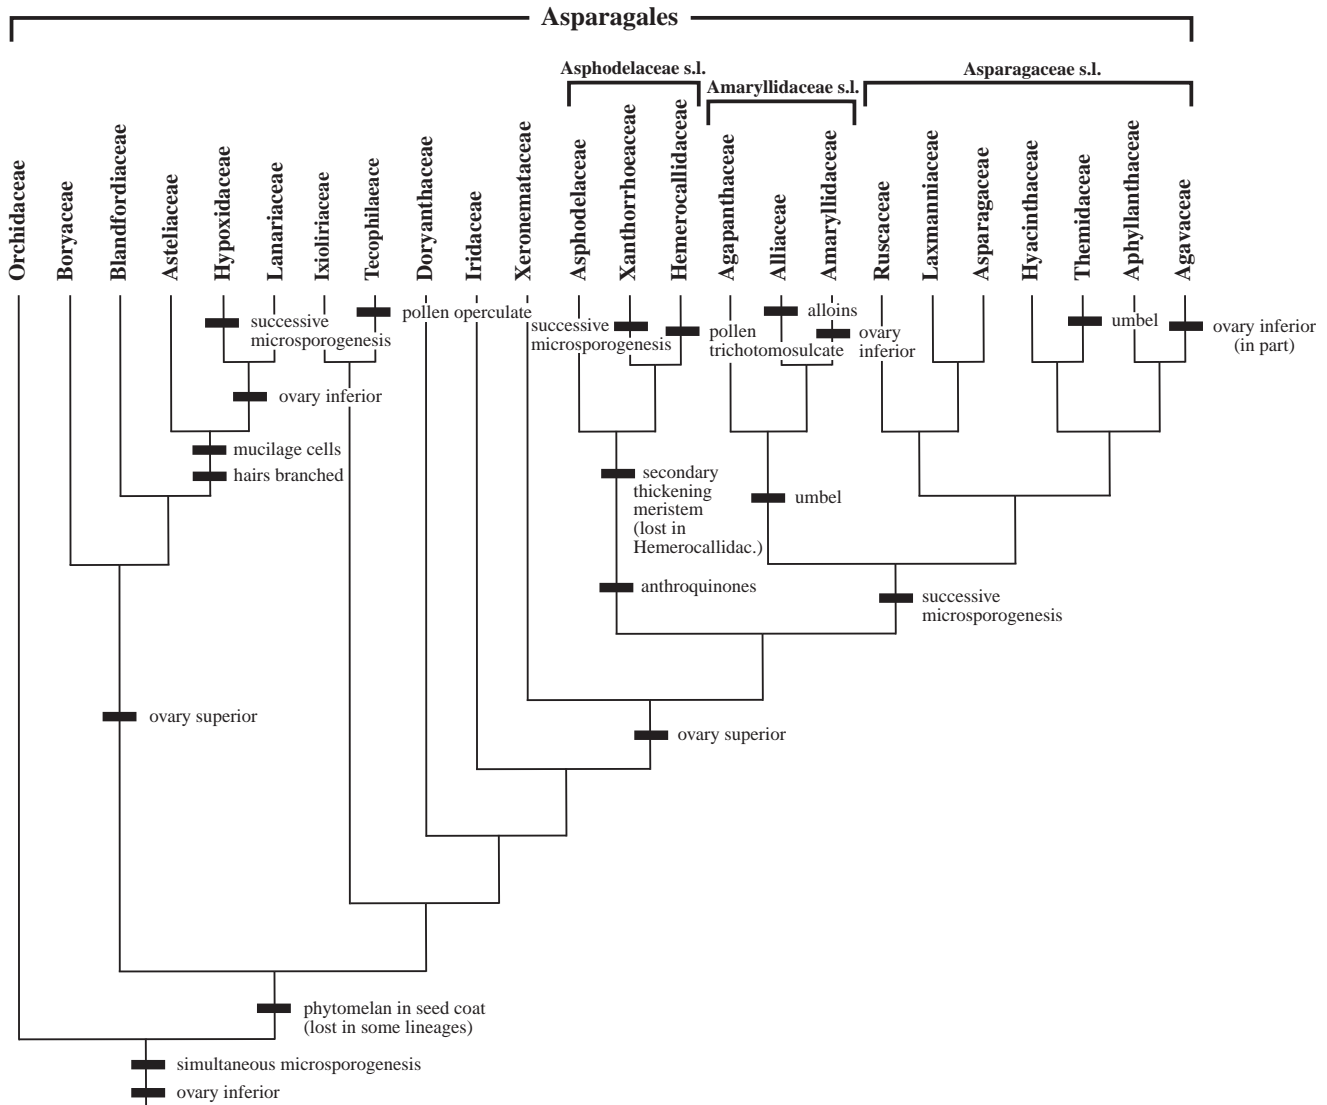 Asparagales
Asphodelaceae s.l.
Amaryllidaceae s.l.
Asparagaceae s.l.
Orchidaceae
Boryaceae
Blandfordiaceae
Asteliaceae
Hypoxidaceae
Lanariaceae
Ixioliriaceae
Tecophilaeace
Doryanthaceae
Iridaceae
Xeronemataceae
Asphodelaceae
Xanthorrhoeaceae
Hemerocallidaceae
Agapanthaceae
Alliaceae
Amaryllidaceae
Ruscaceae
Laxmanniaceae
Asparagaceae
Hyacinthaceae
Themidaceae
Aphyllanthaceae
Agavaceae
successive
microsporogenesis
pollen operculate
successive
microsporogenesis
pollen
trichotomosulcate
alloins
ovary
inferior
umbel
ovary inferior
(in part)
ovary inferior
mucilage cells
hairs branched
secondary
thickening
meristem
(lost in
Hemerocallidac.)
umbel
anthroquinones
successive
microsporogenesis
ovary superior
ovary superior
phytomelan in seed coat
(lost in some lineages)
simultaneous microsporogenesis
ovary inferior